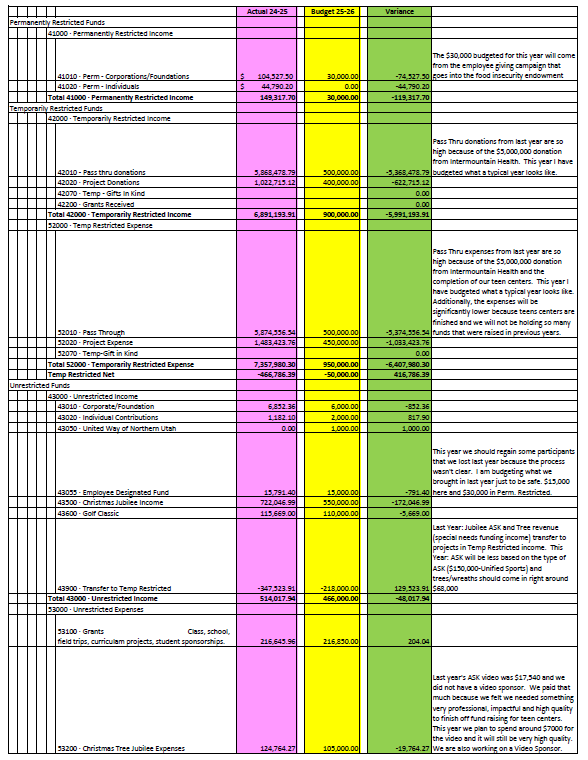 Actual 24-25 Budget 25-26 Variance
Permanently Restricted Funds
41000 · Permanently Restricted Income
The $30,000 budgeted for this year will come
from the employee giving campaign that
41010 · Perm - Corporations/Foundations $ 104,527.50 30,000.00 -74,527.50 goes into the food insecurity endowment
41020 · Perm - Individuals $ 44,790.20 0.00 -44,790.20
Total 41000 · Permanently Restricted Income 149,317.70 30,000.00 -119,317.70
Temporarily Restricted Funds
42000 · Temporarily Restricted Income
Pass Thru donations from last year are so
high because of the $5,000,000 donation
from Intermountain Health. This year I have
42010 · Pass thru donations 5,868,478.79 500,000.00 -5,368,478.79 budgeted what a typical year looks like.
42020 · Project Donations 1,022,715.12 400,000.00 -622,715.12
42070 · Temp - Gifts In Kind 0.00
42200 · Grants Received 0.00
Total 42000 · Temporarily Restricted Income 6,891,193.91 900,000.00 -5,991,193.91
52000 · Temp Restricted Expense
Pass Thru expenses from last year are so
high because of the $5,000,000 donation
from Intermountain Health and the
completion of our teen centers. This year I
have budgeted what a typical year looks like.
Additionally, the expenses will be
significantly lower because teens centers are
finished and we will not be holding so many
52010 · Pass Through 5,874,556.54 500,000.00 -5,374,556.54 funds that were raised in previous years.
52020 · Project Expense 1,483,423.76 450,000.00 -1,033,423.76
52070 · Temp-Gift in Kind 0.00
Total 52000 · Temporarily Restricted Expense 7,357,980.30 950,000.00 -6,407,980.30
Temp Restricted Net -466,786.39 -50,000.00 416,786.39
Unrestricted Funds
43000 · Unrestricted Income
43010 · Corporate/Foundation 6,852.36 6,000.00 -852.36
43020 · Individual Contributions 1,182.10 2,000.00 817.90
43050 · United Way of Northern Utah 0.00 1,000.00 1,000.00
This year we should regain some participants
that we lost last year because the process
wasn't clear. I am budgeting what we
brought in last year just to be safe. $15,000
43055 · Employee Designated Fund 15,791.40 15,000.00 -791.40 here and $30,000 in Perm. Restricted.
43500 · Christmas Jubilee Income 722,046.99 550,000.00 -172,046.99
43600 · Golf Classic 115,669.00 110,000.00 -5,669.00
Last Year: Jubilee ASK and Tree revenue
(special needs funding income) transfer to
projects in Temp Restricted income. This
Year: ASK will be less based on the type of
ASK ($150,000-Unified Sports) and
trees/wreaths should come in right around
43900 · Transfer to Temp Restricted -347,523.91 -218,000.00 129,523.91 $68,000
Total 43000 · Unrestricted Income 514,017.94 466,000.00 -48,017.94
53000 · Unrestricted Expenses
53100 · Grants Class, school,
field trips, curriculum projects, student sponsorships. 216,645.96 216,850.00 204.04
Last year's ASK video was $17,540 and we
did not have a video sponsor. We paid that
much because we felt we needed something
very professional, impactful and high quality
to finish off fund raising for teen centers.
This year we plan to spend around $7000 for
the video and it will still be very high quality.
53200 · Christmas Tree Jubilee Expenses 124,764.27 105,000.00 -19,764.27 We are also working on a Video Sponsor.